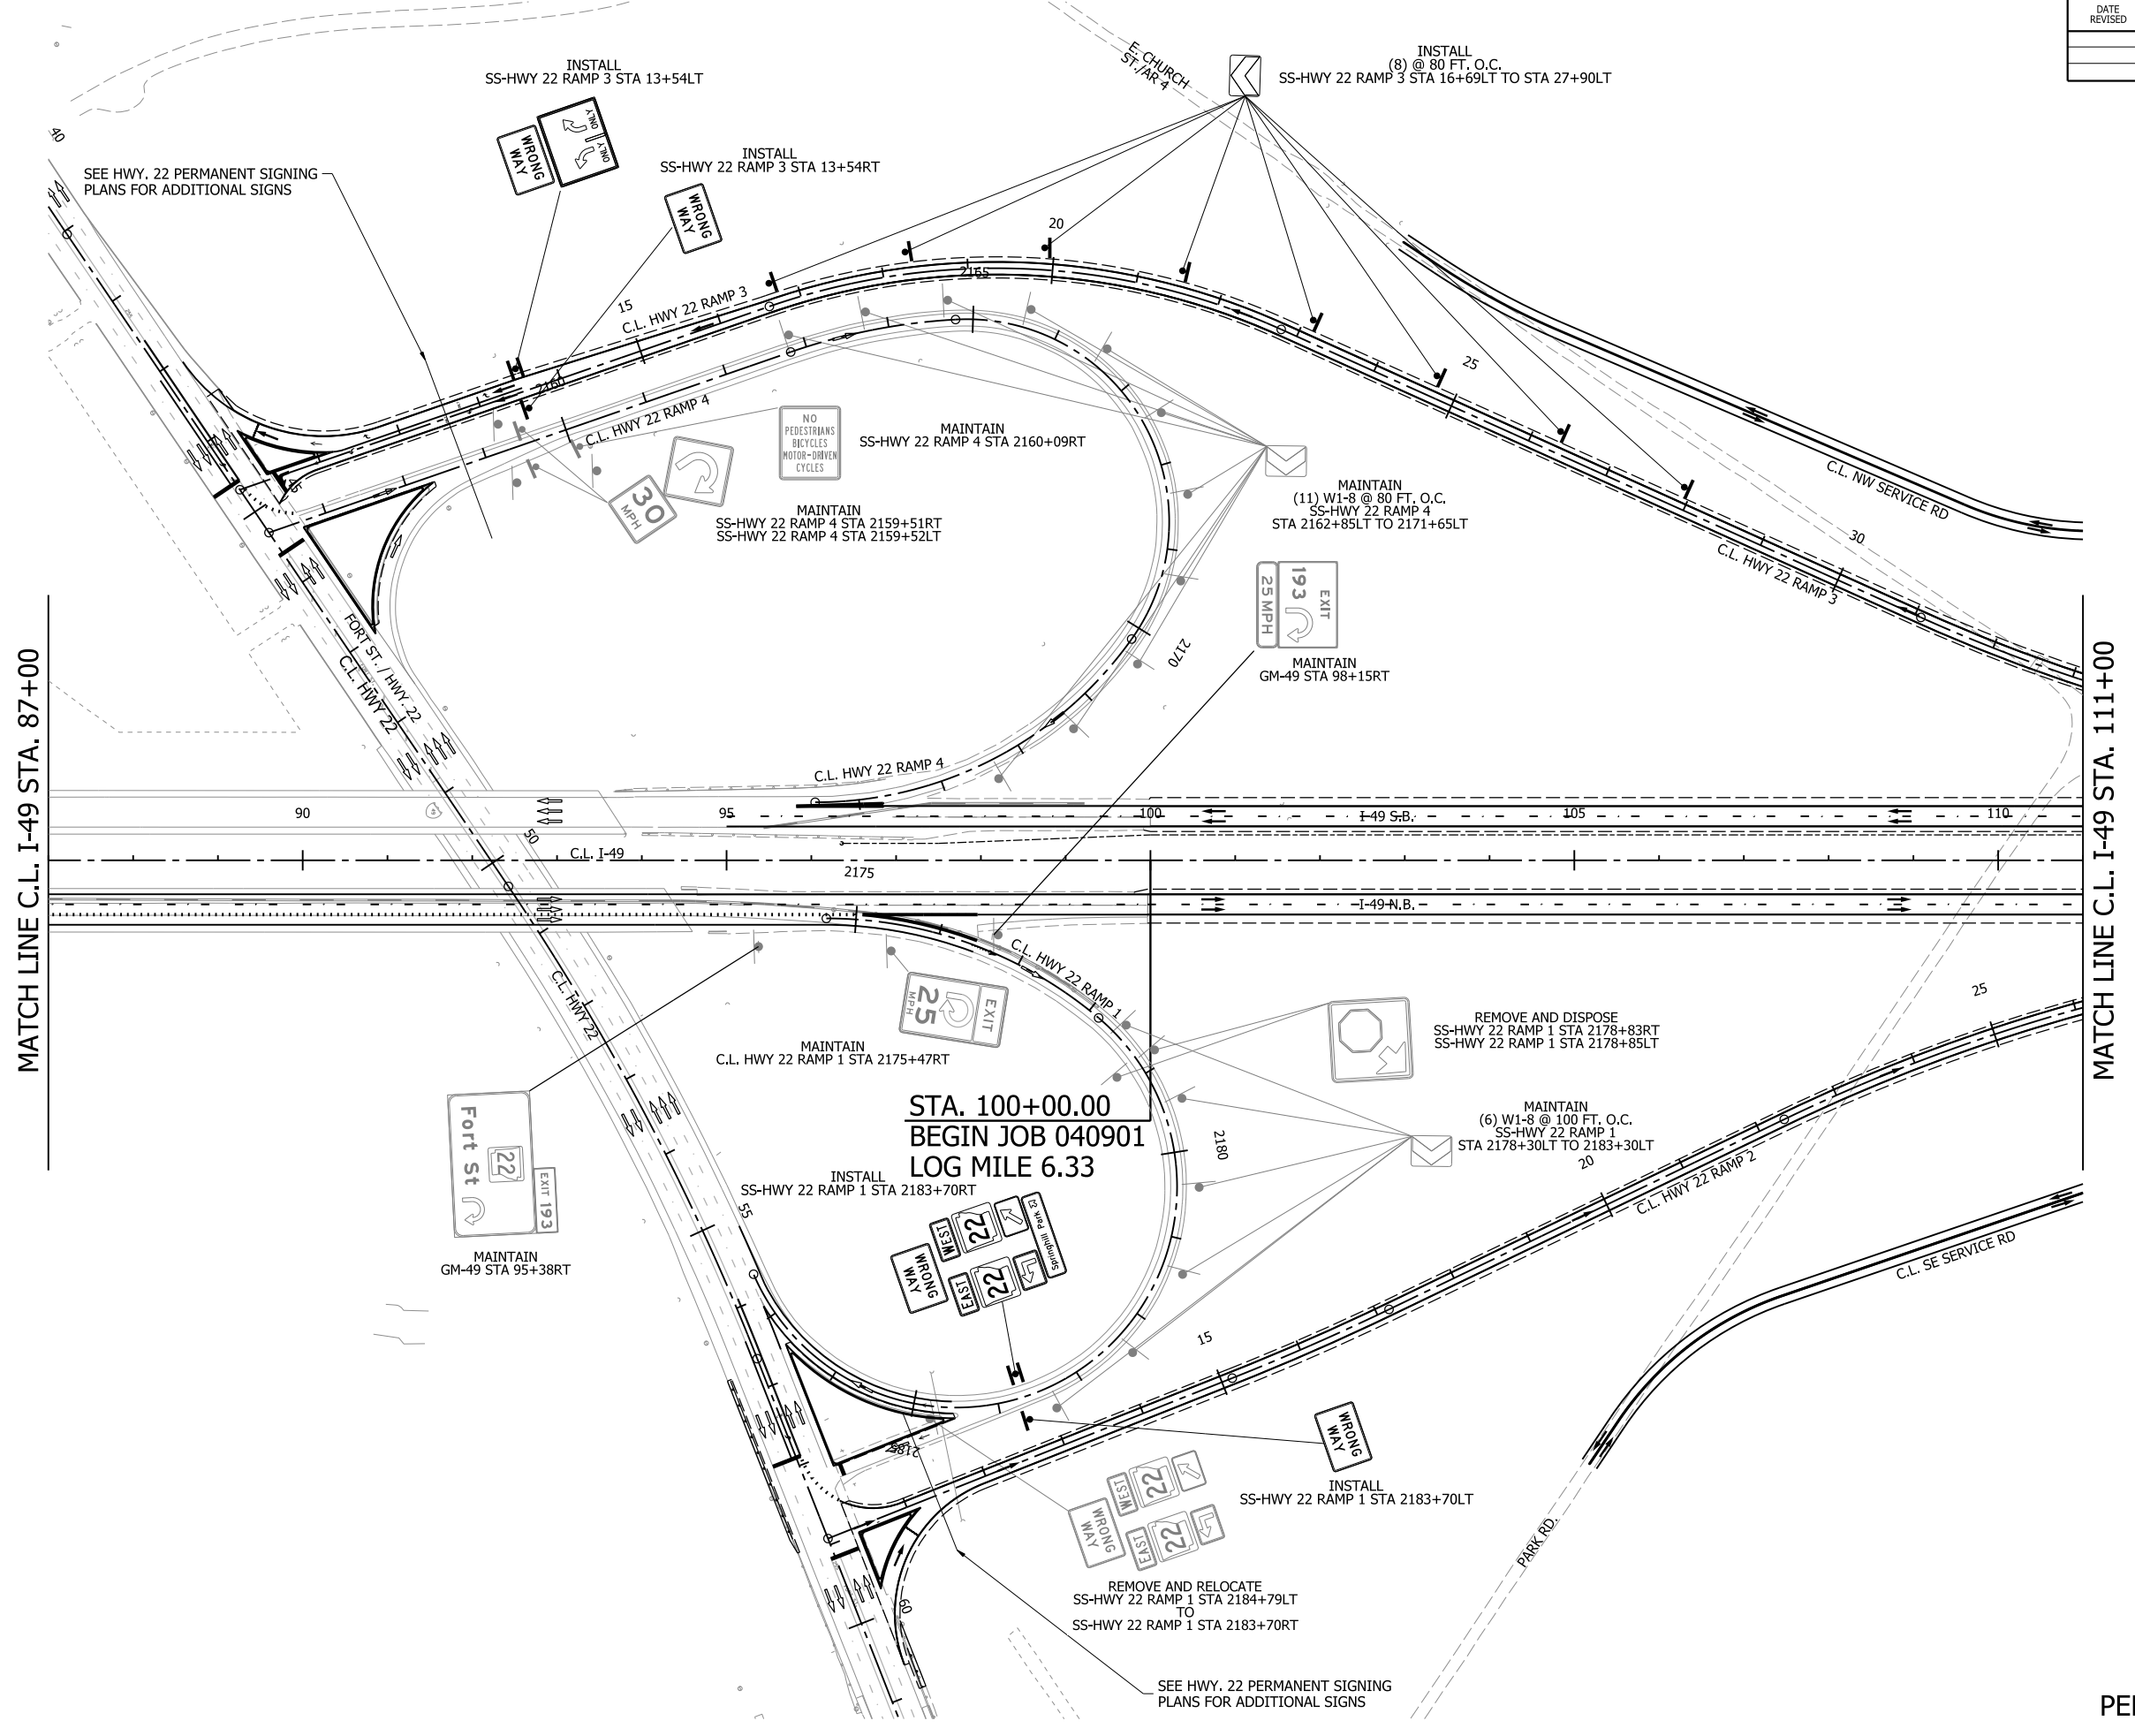 DATE
REVISED
INSTALL
SS-HWY 22 RAMP 3 STA 13+54LT
ONLY
ONLY
WRONG
WAY
INSTALL
SS-HWY 22 RAMP 3 STA 13+54RT
WRONG
WAY
E. CHURCH
ST./AR 4
INSTALL
(8) @ 80 FT. O.C.
SS-HWY 22 RAMP 3 STA 16+69LT TO STA 27+90LT
40
SEE HWY. 22 PERMANENT SIGNING
PLANS FOR ADDITIONAL SIGNS
20
2165
15
C.L. HWY 22 RAMP 3
2160
C.L. HWY 22 RAMP 4
45
25
NO
PEDESTRIANS
BICYCLES
MOTOR-DRIVEN
CYCLES
MAINTAIN
SS-HWY 22 RAMP 4 STA 2160+09RT
30
MPH
MAINTAIN
SS-HWY 22 RAMP 4 STA 2159+51RT
SS-HWY 22 RAMP 4 STA 2159+52LT
MAINTAIN
(11) W1-8 @ 80 FT. O.C.
SS-HWY 22 RAMP 4
STA 2162+85LT TO 2171+65LT
C.L. NW SERVICE RD
30
C.L. HWY 22 RAMP 3
EXIT
193
25 MPH
MAINTAIN
GM-49 STA 98+15RT
2170
FORT ST. / HWY. 22
C.L. HWY 22
MATCH LINE C.L. I-49 STA. 87+00
MATCH LINE C.L. I-49 STA. 111+00
C.L. HWY 22 RAMP 4
90
95
100
I-49 S.B.
105
110
50
C.L. I-49
2175
I-49 N.B.
C.L. HWY 22
C.L. HWY 22 RAMP 1
EXIT
25
MPH
MAINTAIN
C.L. HWY 22 RAMP 1 STA 2175+47RT
REMOVE AND DISPOSE
SS-HWY 22 RAMP 1 STA 2178+83RT
SS-HWY 22 RAMP 1 STA 2178+85LT
25
STA. 100+00.00
BEGIN JOB 040901
LOG MILE 6.33
2180
MAINTAIN
(6) W1-8 @ 100 FT. O.C.
SS-HWY 22 RAMP 1
STA 2178+30LT TO 2183+30LT
20
C.L. HWY 22 RAMP 2
Fort St
22
EXIT 193
MAINTAIN
GM-49 STA 95+38RT
INSTALL
SS-HWY 22 RAMP 1 STA 2183+70RT
55
Springhill Park
WEST
22
EAST
22
WRONG
WAY
C.L. SE SERVICE RD
15
WRONG
WAY
INSTALL
SS-HWY 22 RAMP 1 STA 2183+70LT
2185
WEST
22
EAST
22
WRONG
WAY
REMOVE AND RELOCATE
SS-HWY 22 RAMP 1 STA 2184+79LT
TO
SS-HWY 22 RAMP 1 STA 2183+70RT
PARK RD.
60
SEE HWY. 22 PERMANENT SIGNING
PLANS FOR ADDITIONAL SIGNS